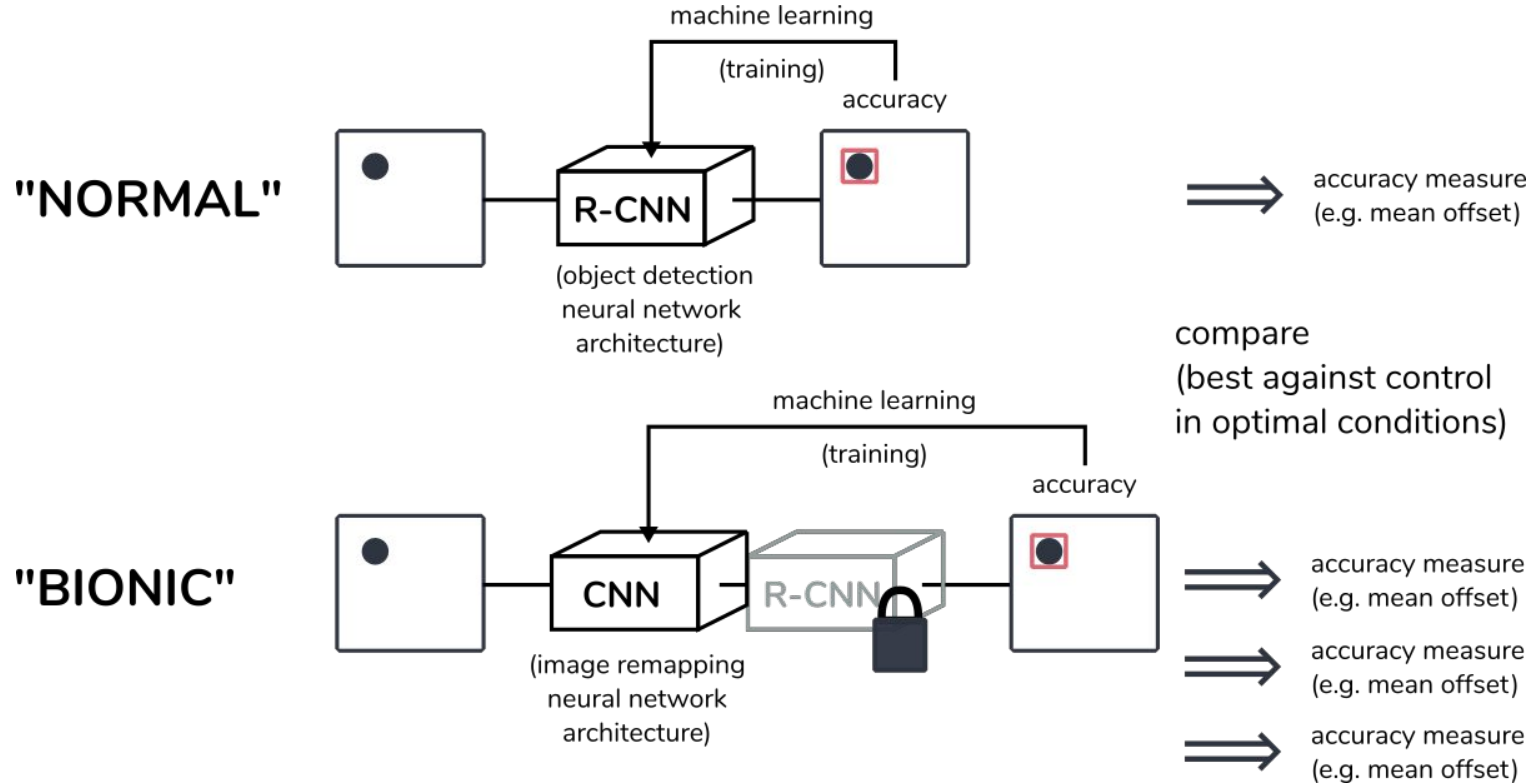 machine learning
(training)
accuracy
"NORMAL"
R-CNN
(object detection
neural network
architecture)
accuracy measure
(e.g. mean offset)
compare
(best against control
in optimal conditions)
machine learning
(training)
accuracy
"BIONIC"
CNN
R-CNN
(image remapping
neural network
architecture)
accuracy measure
(e.g. mean offset)
accuracy measure
(e.g. mean offset)
accuracy measure
(e.g. mean offset)